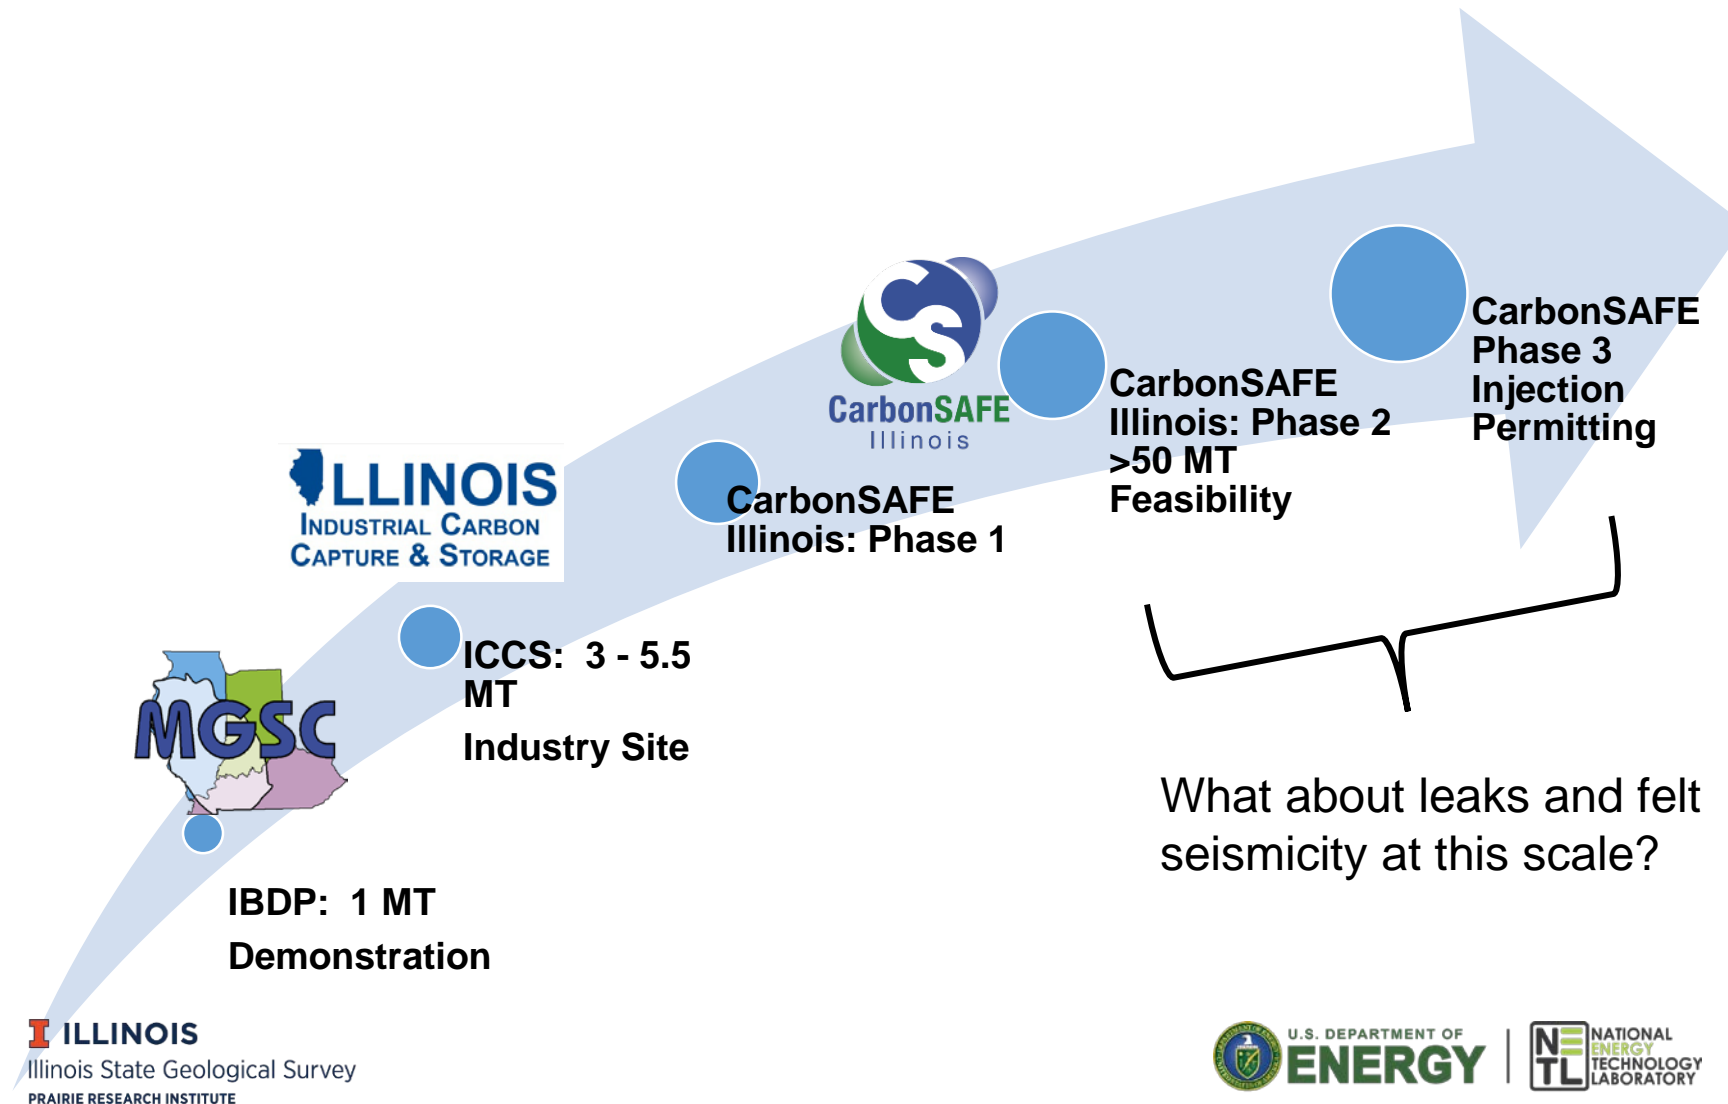 MGSC
IBDP:  1 MT
Demonstration
ILLINOIS
INDUSTRIAL CARBON
CAPTURE & STORAGE
ICCS:  3 - 5.5
MT
Industry Site
CarbonSAFE
Illinois: Phase 1
CS
CarbonSAFE
Illinois
CarbonSAFE
Illinois: Phase 2
>50 MT
Feasibility
CarbonSAFE
Phase 3
Injection
Permitting
What about leaks and felt
seismicity at this scale?
I ILLINOIS
Illinois State Geological Survey
PRAIRIE RESEARCH INSTITUTE
U.S. DEPARTMENT OF
ENERGY
NETL
NATIONAL
ENERGY
TECHNOLOGY
LABORATORY